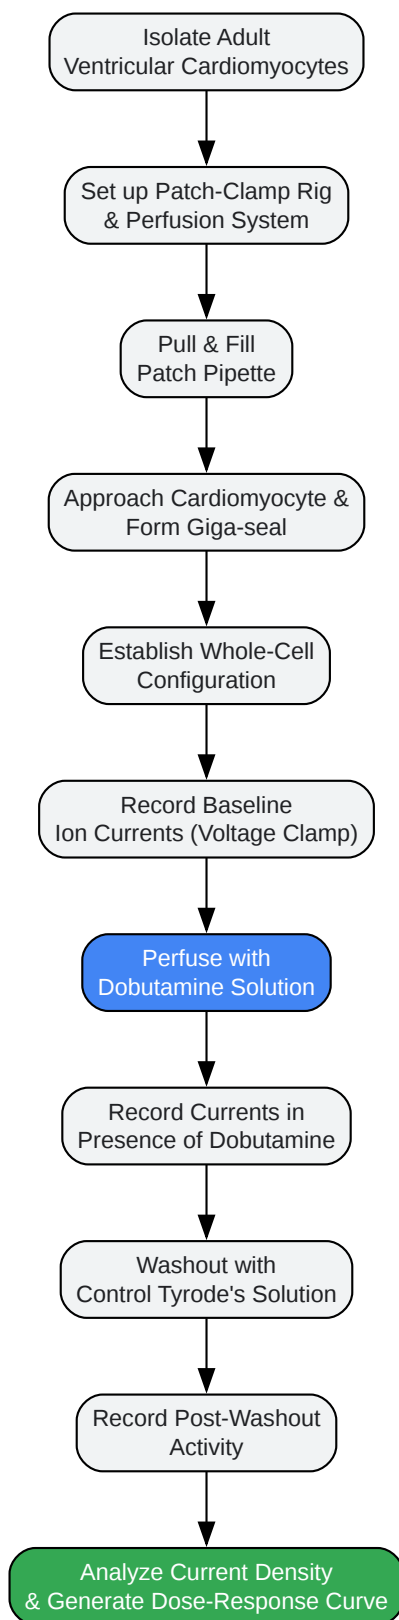 Isolate Adult
Ventricular Cardiomyocytes
Set up Patch-Clamp Rig
& Perfusion System
Pull & Fill
Patch Pipette
Approach Cardiomyocyte &
Form Giga-seal
Establish Whole-Cell
Configuration
Record Baseline
Ion Currents (Voltage Clamp)
Perfuse with
Dobutamine Solution
Record Currents in
Presence of Dobutamine
Washout with
Control Tyrode's Solution
Record Post-Washout
Activity
Analyze Current Density
& Generate Dose-Response Curve